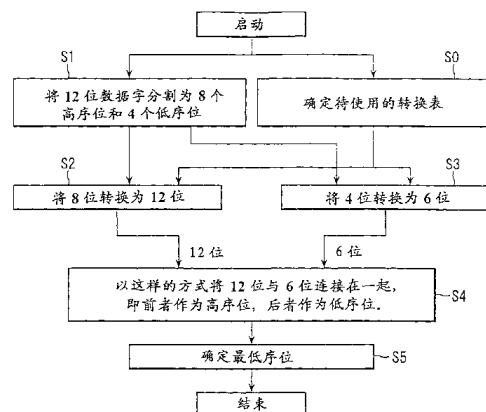 启动
S1
S0
将12位数据字分割为8个
高序位和4个低序位
确定待使用的转换表
S2
S3
将8位转换为12位
将4位转换为6位
12位
6位
以这样的方式将12位与6位连接在一起,
即前者作为高序位,后者作为低序位.
S4
确定最低序位
S5
结束